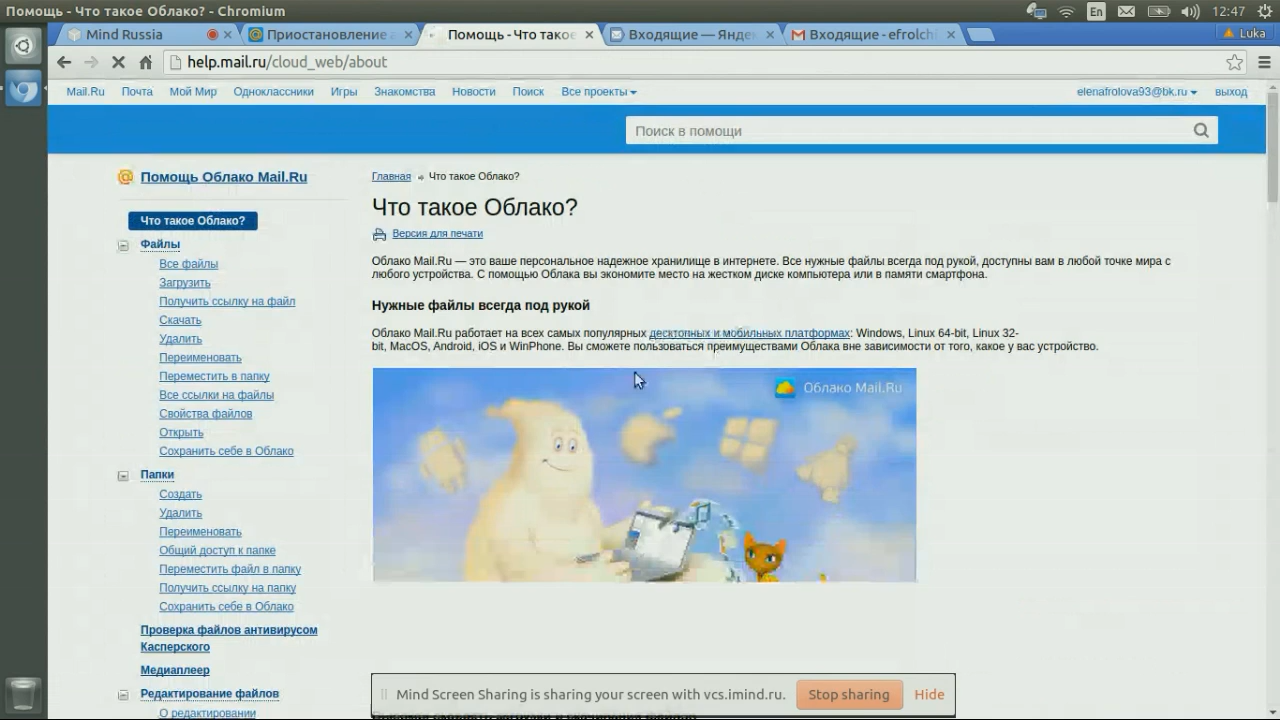 Помощь - Что такое Облако? - Chromium
En
12:47
Mind Russia
Приостановление
Помощь - Что такое
Входящие — Яндe
Входящие - efrolch
Luka
help.mail.ru/cloud_web/about
Mail.Ru Почта Мой Мир Одноклассники Игры Знакомства Новости Поиск Все проекты
elenafrolova93@bk.ru выход
Поиск в помощи
Помощь Облако Mail.Ru
Что такое Облако?
Файлы
Все файлы
Загрузить
Получить ссылку на файл
Скачать
Удалить
Переименовать
Переместить в папку
Все ссылки на файлы
Свойства файлов
Открыть
Сохранить себе в Облако
Папки
Создать
Удалить
Переименовать
Общий доступ к папке
Переместить файл в папку
Получить ссылку на папку
Сохранить себе в Облако
Проверка файлов антивирусом
Касперского
Медиаплеер
Редактирование файлов
О редактировании
Главная → Что такое Облако?
Что такое Облако?
Версия для печати
Облако Mail.Ru — это ваше персональное надежное хранилище в интернете. Все нужные файлы всегда под рукой, доступны вам в любой точке мира с
любого устройства. С помощью Облака вы экономите место на жестком диске компьютера или в памяти смартфона.
Нужные файлы всегда под рукой
Облако Mail.Ru работает на всех самых популярных десктопных и мобильных платформах: Windows, Linux 64-bit, Linux 32-
bit, MacOS, Android, iOS и WinPhone. Вы сможете пользоваться преимуществами Облака вне зависимости от того, какое у вас устройство.
Облако Mail.Ru
Mind Screen Sharing is sharing your screen with vcs.imind.ru.
Stop sharing
Hide